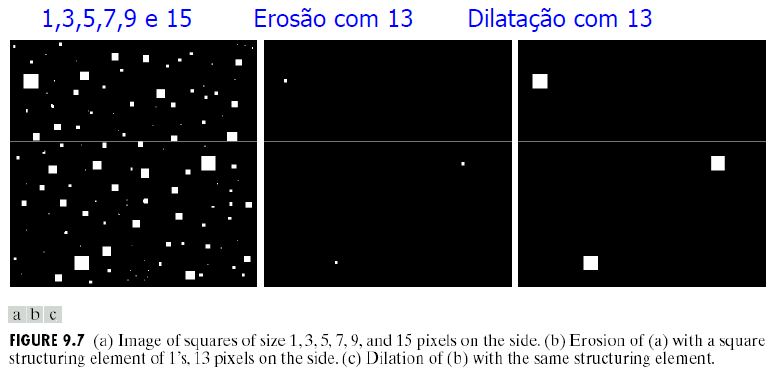 1,3,5,7,9 e 15
Erosão com 13
Dilatação com 13
a b c
FIGURE 9.7 (a) Image of squares of size 1, 3, 5, 7, 9, and 15 pixels on the side. (b) Erosion of (a) with a square
structuring element of 1's, 13 pixels on the side. (c) Dilation of (b) with the same structuring element.